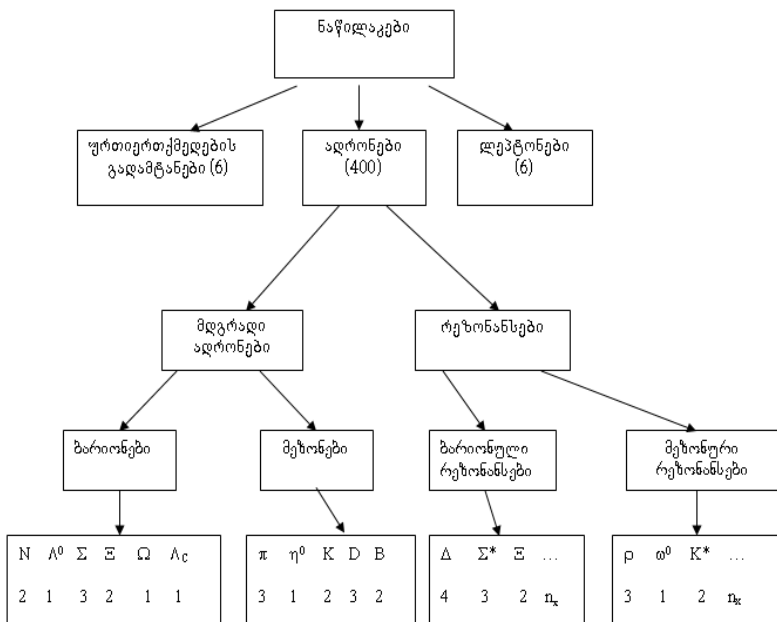 ნაწილაკები
ურთიერთქმედების
გადამტანები (6)
ადრონები
(400)
ლეპტონები
(6)
მდგრადი
ადრონები
რეზონანსები
ბარიონები
მეზონები
ბარიონული
რეზონანსები
მეზონური
რეზონანსები
N Λ⁰ Σ Ξ Ω Λc
2 1 3 2 1 1
π η⁰ K D B
3 1 2 3 2
Δ Σ* Ξ ...
4 3 2 nₓ
ρ ω⁰ K* ...
3 1 2 nₖ